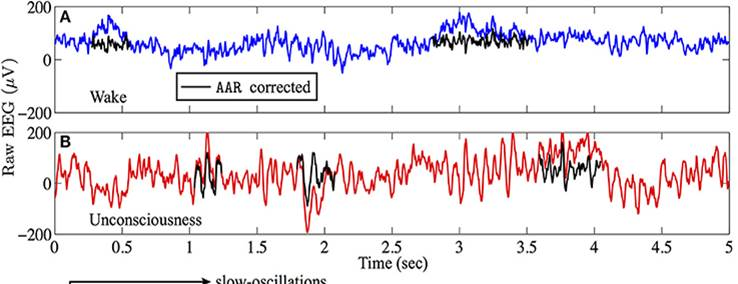 200
A
0
AAR corrected
Wake
−200
Raw EEG (μV)
200
B
0
Unconsciousness
−200
0 0.5 1 1.5 2 2.5 3 3.5 4 4.5 5
Time (sec)
slow-oscillations